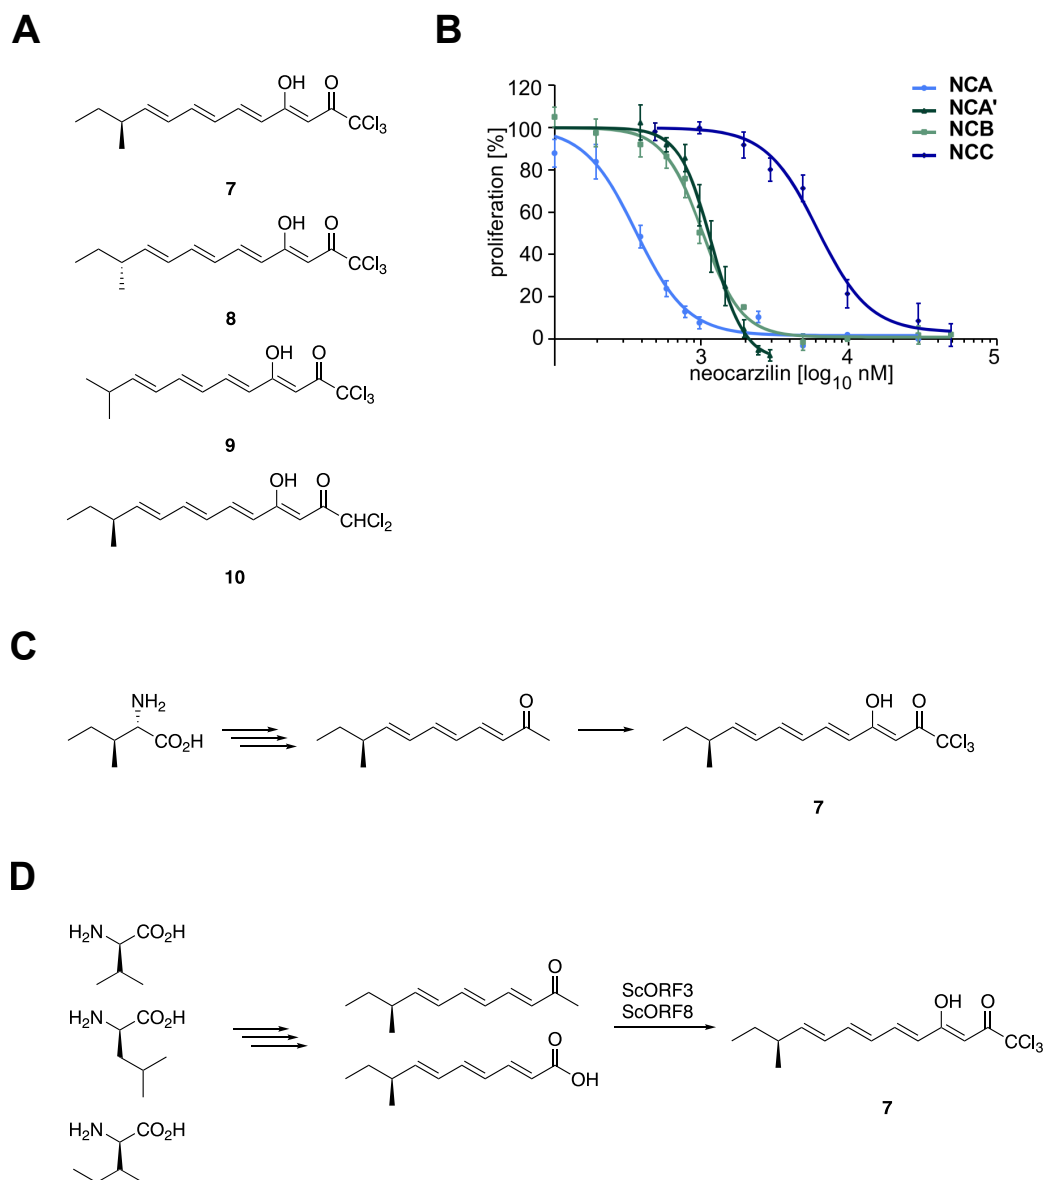 A
OH O
CCl3
7
OH O
CCl3
8
OH O
CCl3
9
OH O
CHCl2
10
B
120
100
80
60
40
20
0
proliferation [%]
3 4 5
neocarzilin [log10 nM]
NCA
NCA'
NCB
NCC
C
NH2
CO2H
O
OH O
CCl3
7
D
H2N CO2H
H2N CO2H
H2N CO2H
O
O
OH
ScORF3
ScORF8
OH O
CCl3
7